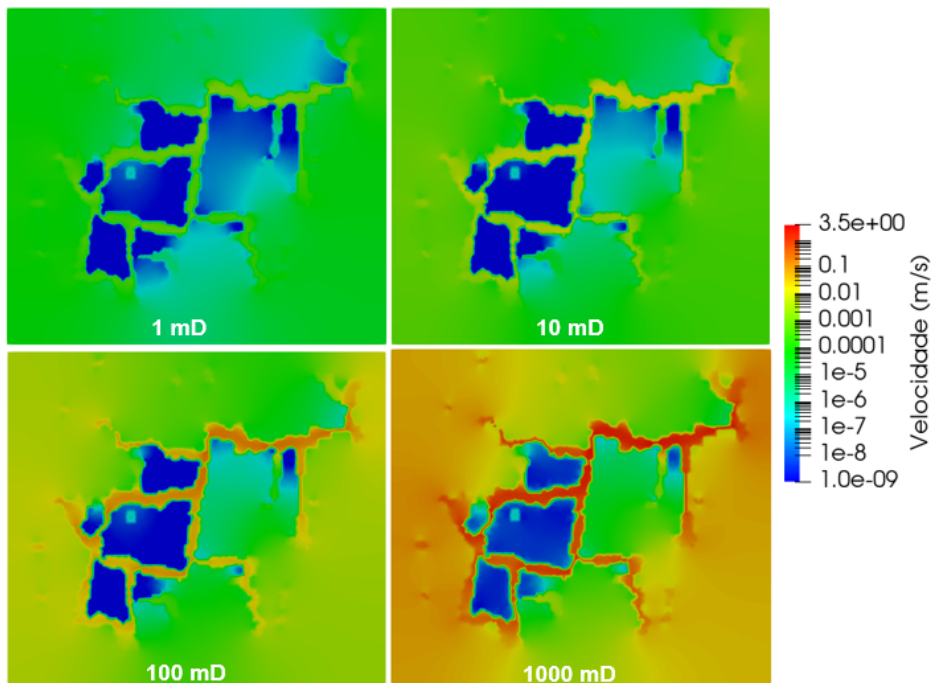 1 mD
10 mD
100 mD
1000 mD
3.5e+00
0.1
0.01
0.001
0.0001
1e-5
1e-6
1e-7
1e-8
1.0e-09
Velocidade (m/s)